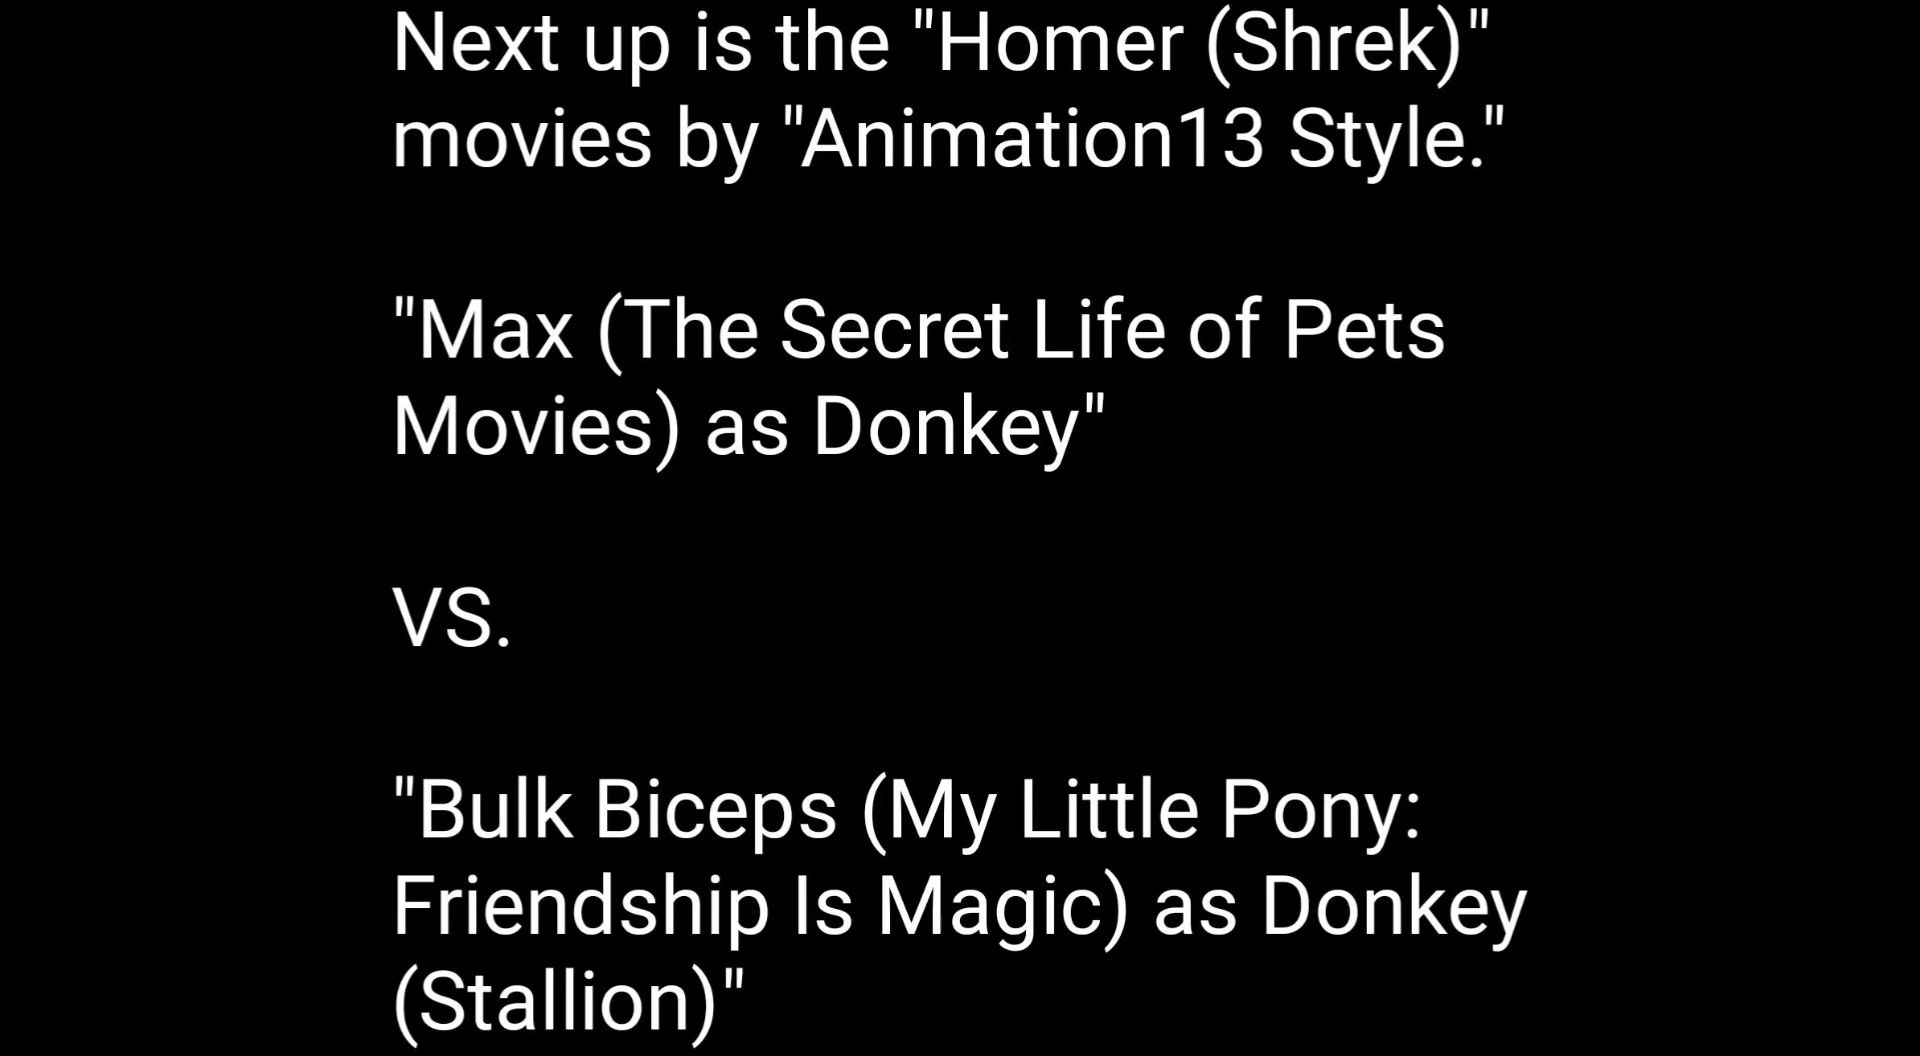 Next up is the "Homer (Shrek)"
movies by "Animation13 Style."
"Max (The Secret Life of Pets
Movies) as Donkey"
VS.
"Bulk Biceps (My Little Pony:
Friendship Is Magic) as Donkey
(Stallion)"